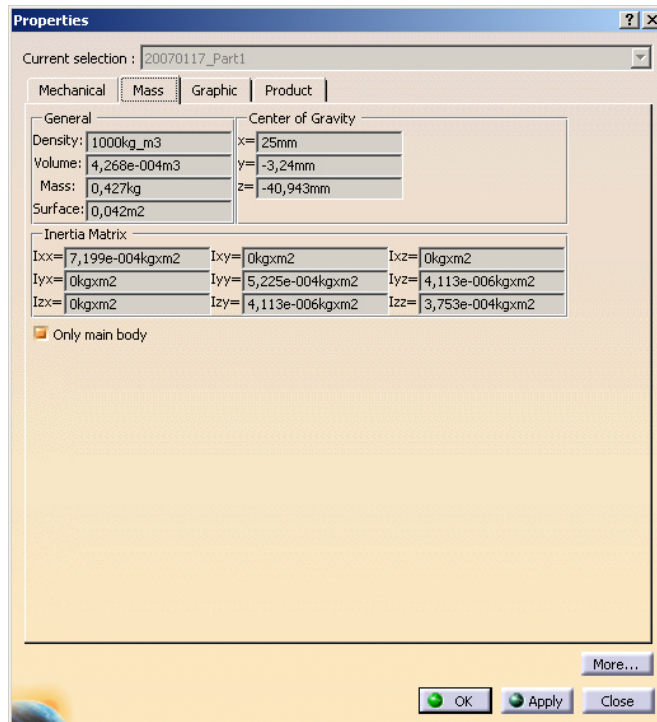 Properties
Current selection : 20070117_Part1
Mechanical Mass Graphic Product
General
Density: 1000kg_m3
Volume: 4,268e-004m3
Mass: 0,427kg
Surface: 0,042m2
Center of Gravity
x= 25mm
y= -3,24mm
z= -40,943mm
Inertia Matrix
Ixx= 7,199e-004kgxm2 Ixy= 0kgxm2 Ixz= 0kgxm2
Iyx= 0kgxm2 Iyy= 5,225e-004kgxm2 Iyz= 4,113e-006kgxm2
Izx= 0kgxm2 Izy= 4,113e-006kgxm2 Izz= 3,753e-004kgxm2
Only main body
More...
OK Apply Close